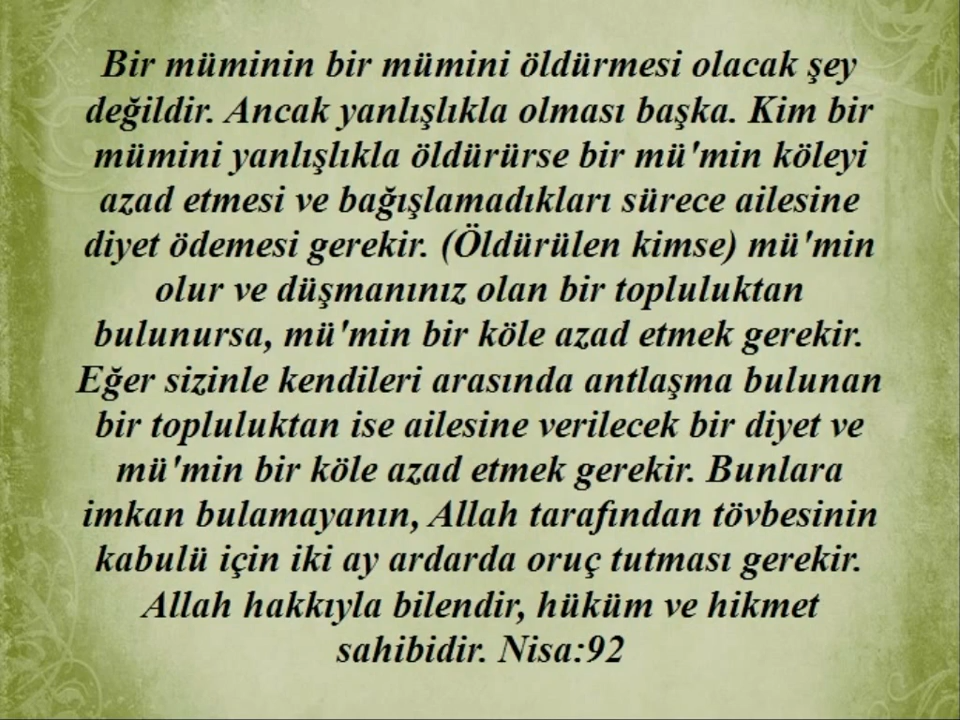 Bir müminin bir mümini öldürmesi olacak şey
değildir. Ancak yanlışlıkla olması başka. Kim bir
mümini yanlışlıkla öldürürse bir mü'min köleyi
azad etmesi ve bağışlamadıkları sürece ailesine
diyet ödemesi gerekir. (Öldürülen kimse) mü'min
olur ve düşmanınız olan bir topluluktan
bulunursa, mü'min bir köle azad etmek gerekir.
Eğer sizinle kendileri arasında antlaşma bulunan
bir topluluktan ise ailesine verilecek bir diyet ve
mü'min bir köle azad etmek gerekir. Bunlara
imkan bulamayanın, Allah tarafından tövbesinin
kabulü için iki ay ardarda oruç tutması gerekir.
Allah hakkıyla bilendir, hüküm ve hikmet
sahibidir. Nisa:92